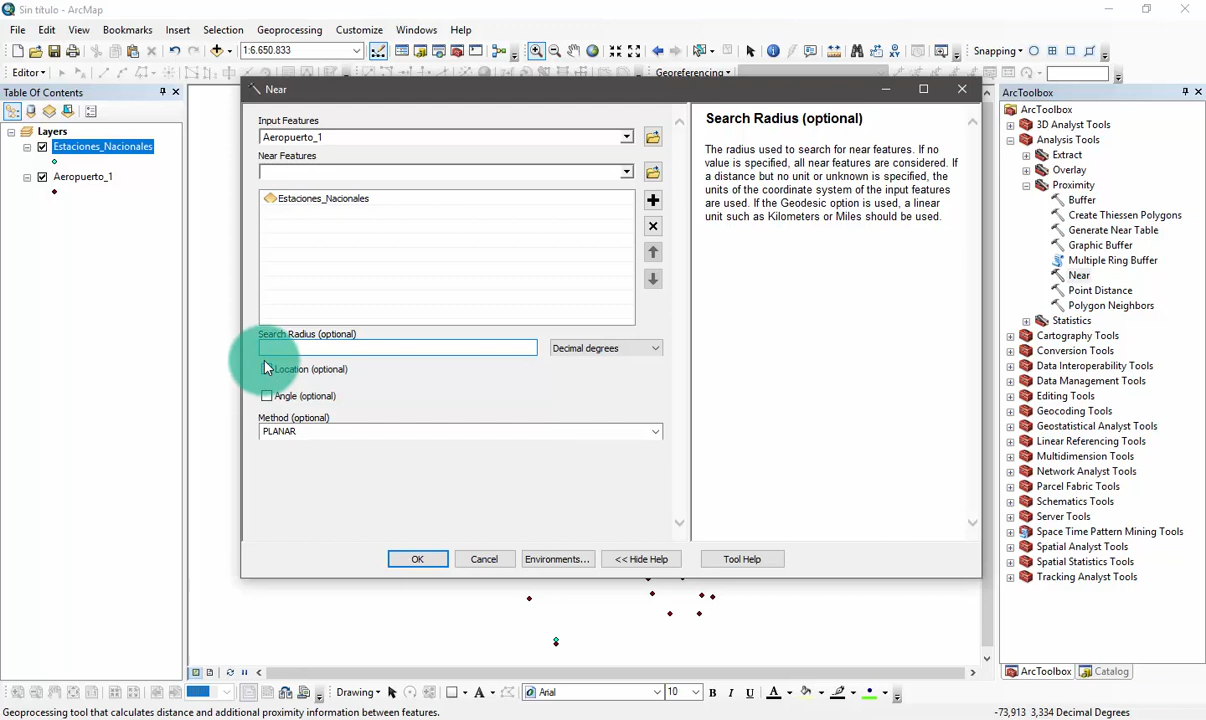 Sin título - ArcMap
File Edit View Bookmarks Insert Selection Geoprocessing Customize Windows Help
1:6.650.833
Snapping
Editor
Georeferencing
Table Of Contents
Layers
Estaciones_Nacionales
Aeropuerto_1
Near
Input Features
Aeropuerto_1
Near Features
Estaciones_Nacionales
Search Radius (optional)
Decimal degrees
Location (optional)
Angle (optional)
Method (optional)
PLANAR
OK
Cancel
Environments...
<< Hide Help
Tool Help
Search Radius (optional)
The radius used to search for near features. If no
value is specified, all near features are considered. If
a distance but no unit or unknown is specified, the
units of the coordinate system of the input features
are used. If the Geodesic option is used, a linear
unit such as Kilometers or Miles should be used.
ArcToolbox
ArcToolbox
3D Analyst Tools
Analysis Tools
Extract
Overlay
Proximity
Buffer
Create Thiessen Polygons
Generate Near Table
Graphic Buffer
Multiple Ring Buffer
Near
Point Distance
Polygon Neighbors
Statistics
Cartography Tools
Conversion Tools
Data Interoperability Tools
Data Management Tools
Editing Tools
Geocoding Tools
Geostatistical Analyst Tools
Linear Referencing Tools
Multidimension Tools
Network Analyst Tools
Parcel Fabric Tools
Schematics Tools
Server Tools
Space Time Pattern Mining Tools
Spatial Analyst Tools
Spatial Statistics Tools
Tracking Analyst Tools
ArcToolbox Catalog
Drawing
Arial
10
B I U A
Geoprocessing tool that calculates distance and additional proximity information between features.
-73,913 3,334 Decimal Degrees